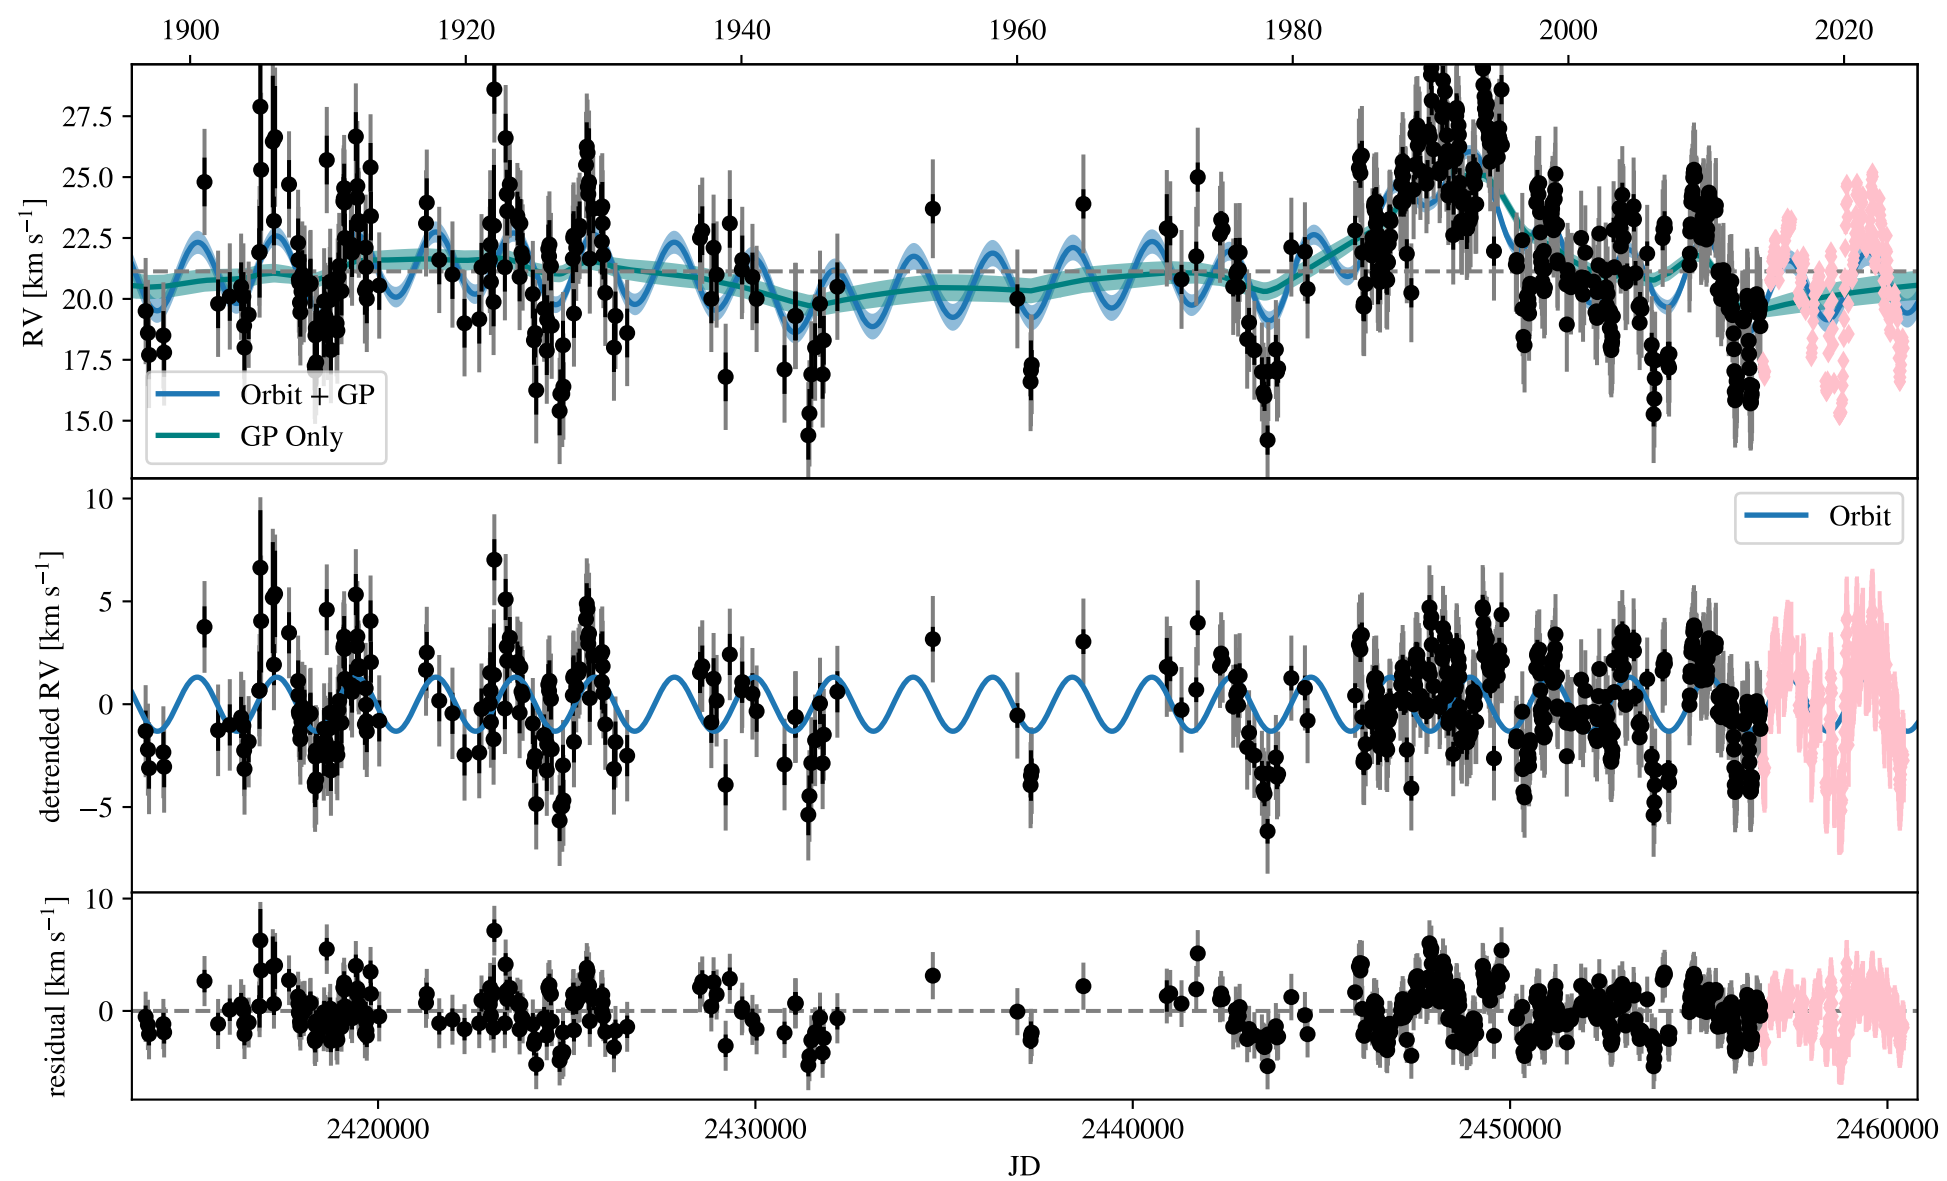 1900 1920 1940 1960 1980 2000 2020
RV [km s⁻¹]
27.5
25.0
22.5
20.0
17.5
15.0
Orbit + GP
GP Only
detrended RV [km s⁻¹]
10
5
0
−5
Orbit
residual [km s⁻¹]
10
0
2420000 2430000 2440000 2450000 2460000
JD